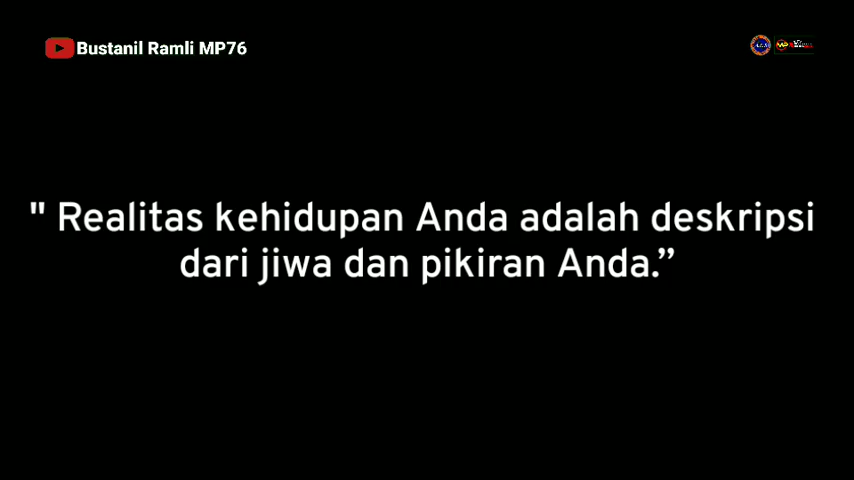 Bustanil Ramli MP76
" Realitas kehidupan Anda adalah deskripsi
dari jiwa dan pikiran Anda.”